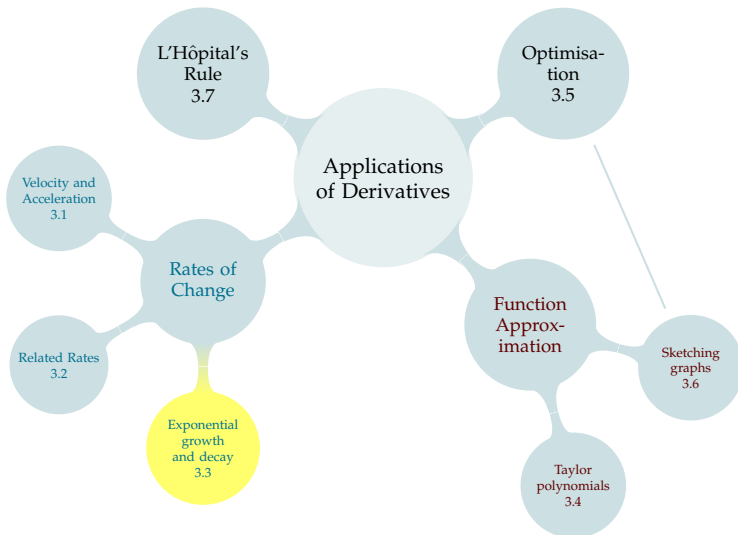 L'Hôpital's
Rule
3.7
Optimisa-
tion
3.5
Applications
of Derivatives
Velocity and
Acceleration
3.1
Rates of
Change
Function
Approx-
imation
Related Rates
3.2
Sketching
graphs
3.6
Exponential
growth
and decay
3.3
Taylor
polynomials
3.4